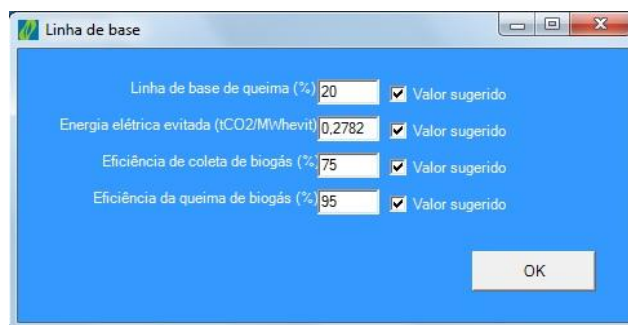 Linha de base
Linha de base de queima (%) 20 Valor sugerido
Energia elétrica evitada (tCO2/MWhevit) 0,2782 Valor sugerido
Eficiência de coleta de biogás (%) 75 Valor sugerido
Eficiência da queima de biogás (%) 95 Valor sugerido
OK